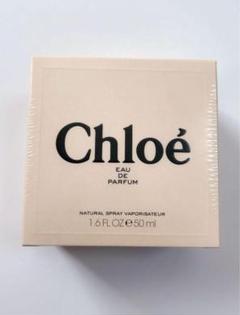 Chloé
EAU
DE
PARFUM
NATURAL SPRAY VAPORISATEUR
1.6 FL.OZ ℮ 50 ml